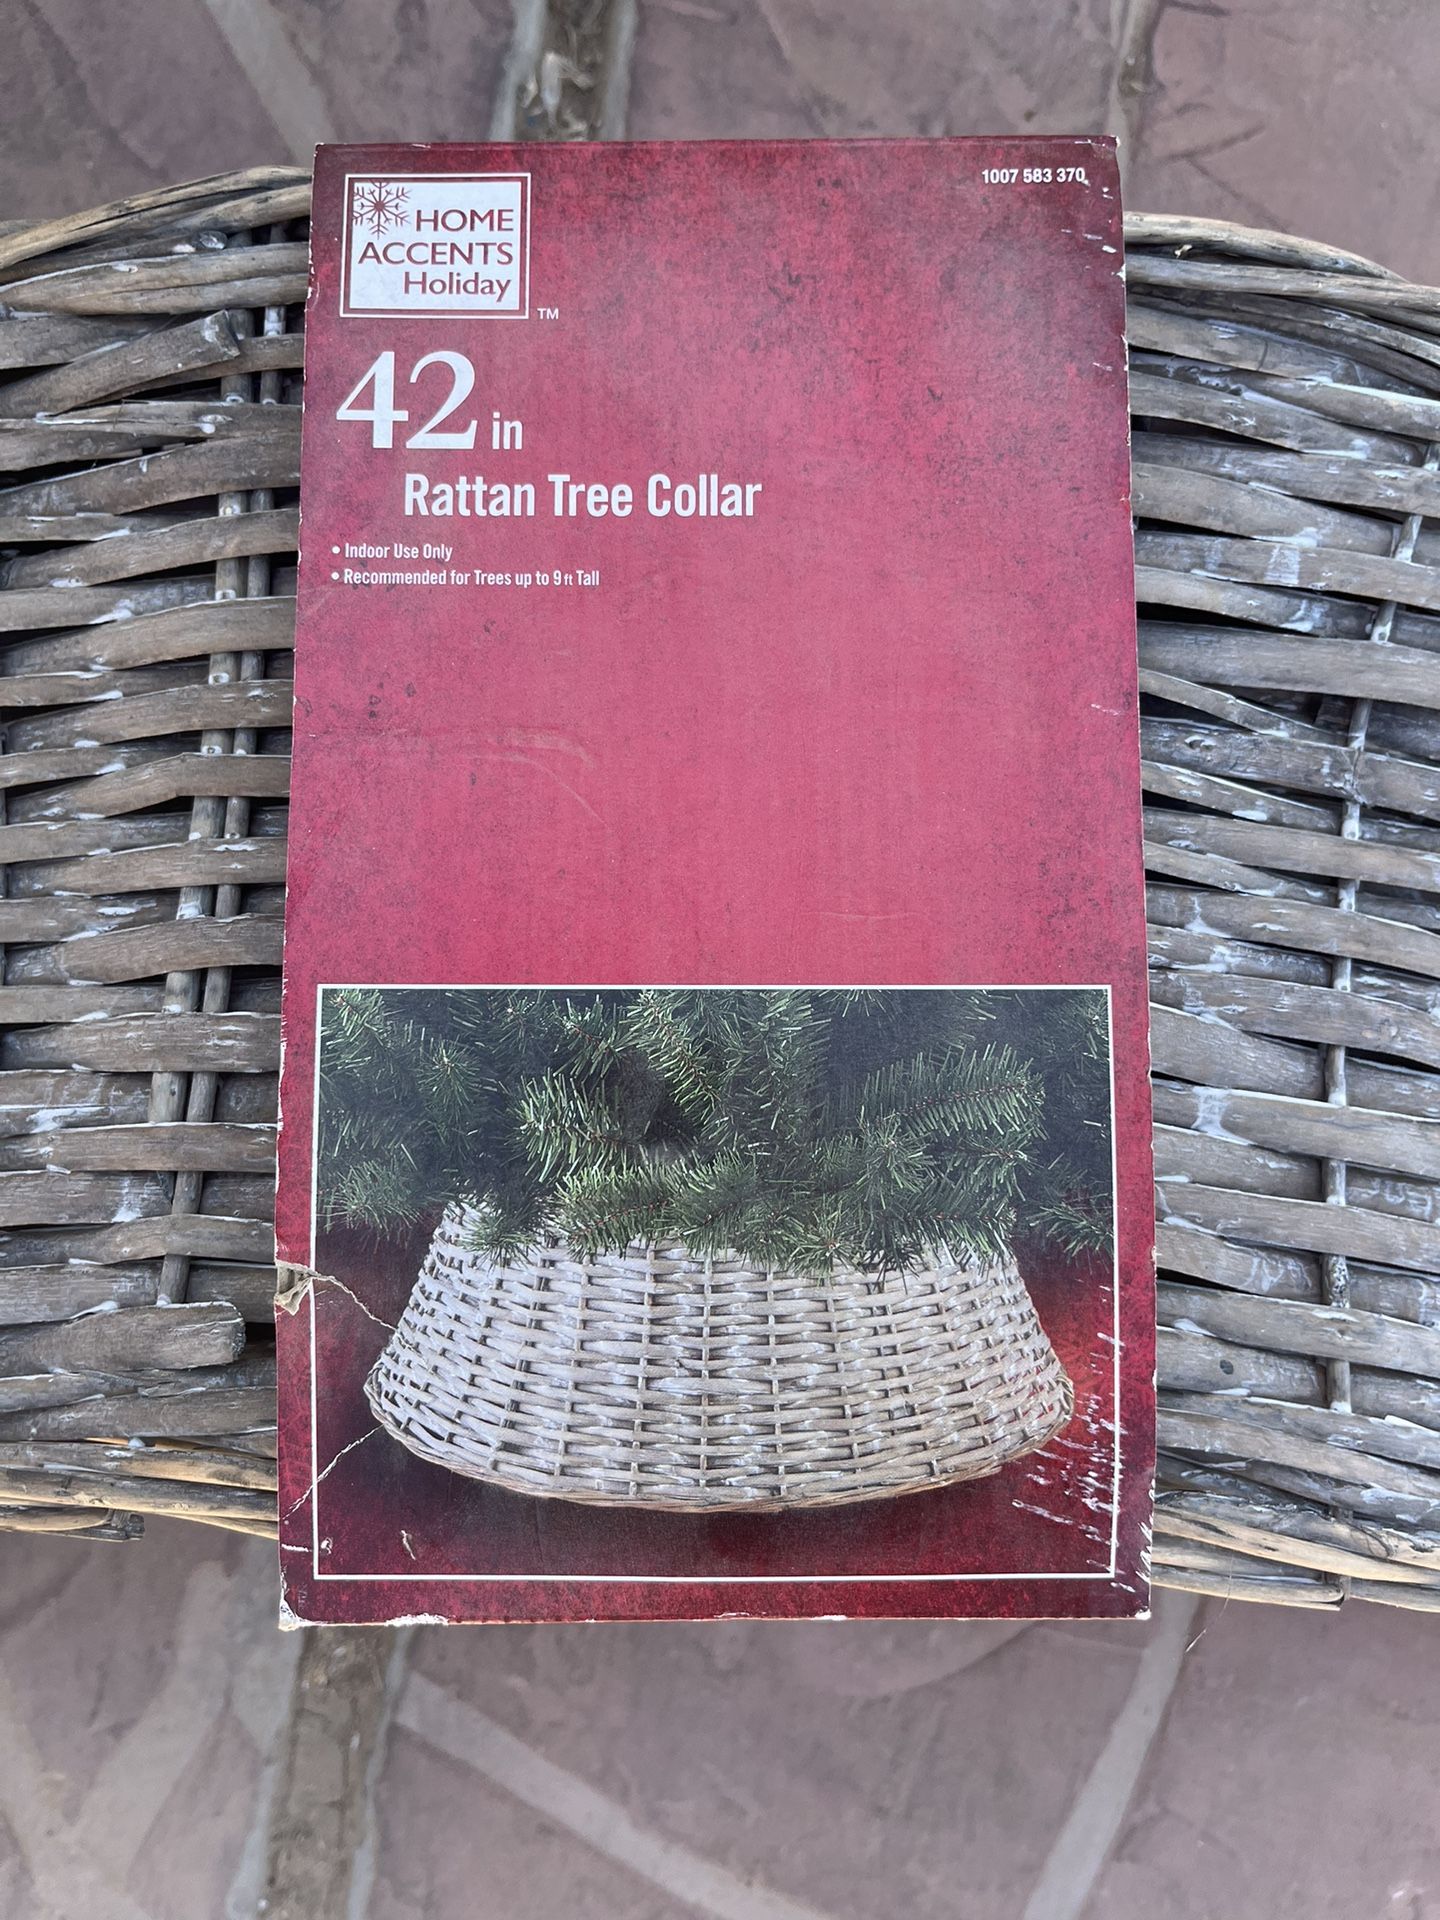 1007 583 370
HOME
ACCENTS
Holiday
TM
42 in
Rattan Tree Collar
• Indoor Use Only
• Recommended for Trees up to 9 ft Tall